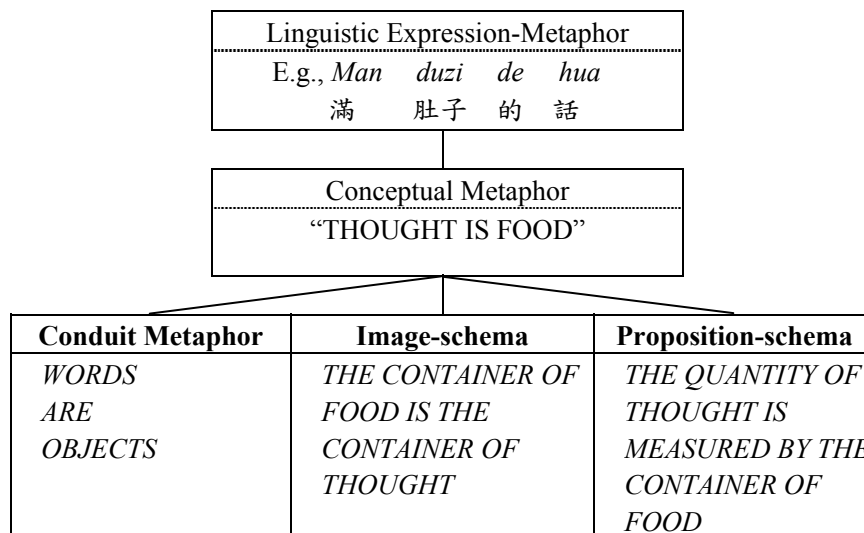 Linguistic Expression-Metaphor
E.g., Man duzi de hua
滿 肚子 的 話
Conceptual Metaphor
“THOUGHT IS FOOD”
Conduit Metaphor
WORDS
ARE
OBJECTS
Image-schema
THE CONTAINER OF
FOOD IS THE
CONTAINER OF
THOUGHT
Proposition-schema
THE QUANTITY OF
THOUGHT IS
MEASURED BY THE
CONTAINER OF
FOOD